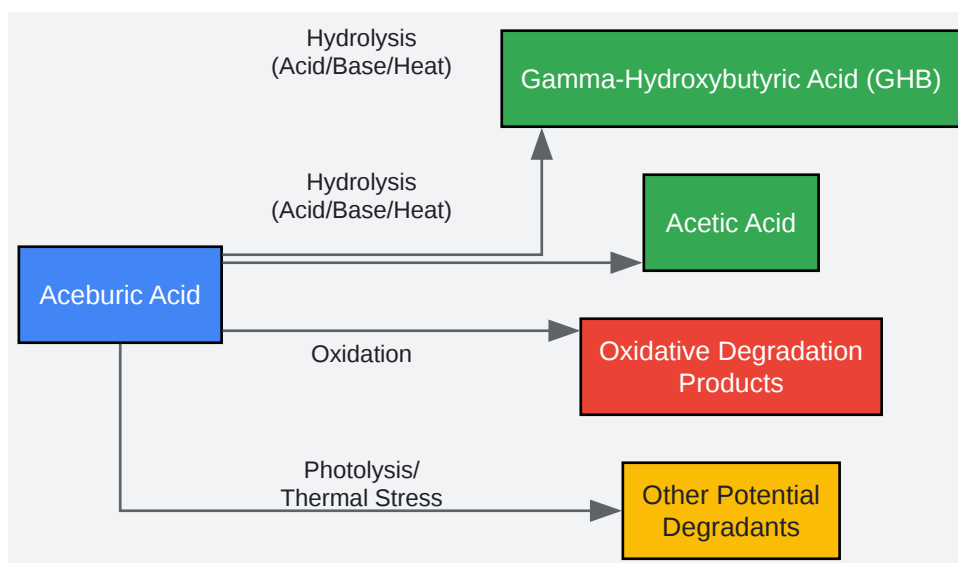 Hydrolysis
(Acid/Base/Heat)
Gamma-Hydroxybutyric Acid (GHB)
Hydrolysis
(Acid/Base/Heat)
Acetic Acid
Aceburic Acid
Oxidation
Oxidative Degradation
Products
Photolysis/
Thermal Stress
Other Potential
Degradants